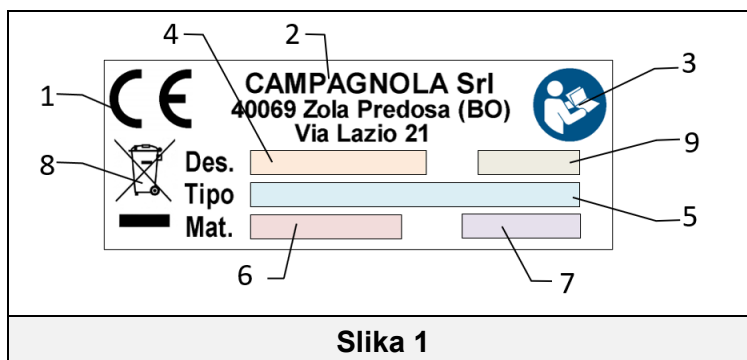 4
2
3
1
CE
CAMPAGNOLA Srl
40069 Zola Predosa (BO)
Via Lazio 21
8
9
Des.
Tipo
5
Mat.
6
7
Slika 1